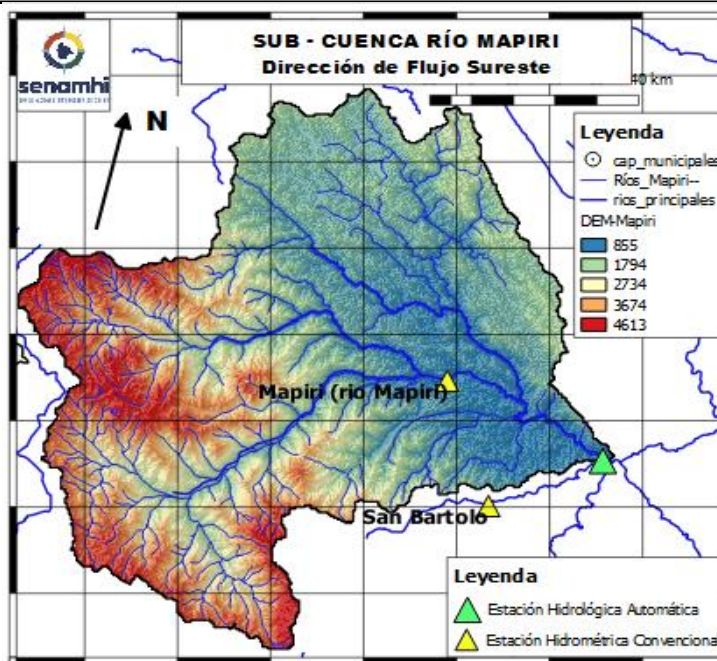 SUB - CUENCA RÍO MAPIRI
Dirección de Flujo Sureste
senamhi
N
40 km
Leyenda
cap_municipales
Ríos_Mapiri--
rios_principales
DEM-Mapiri
855
1794
2734
3674
4613
Mapiri (rio Mapiri)
San Bartolo
Leyenda
Estación Hidrológica Automática
Estación Hidrométrica Convenciona